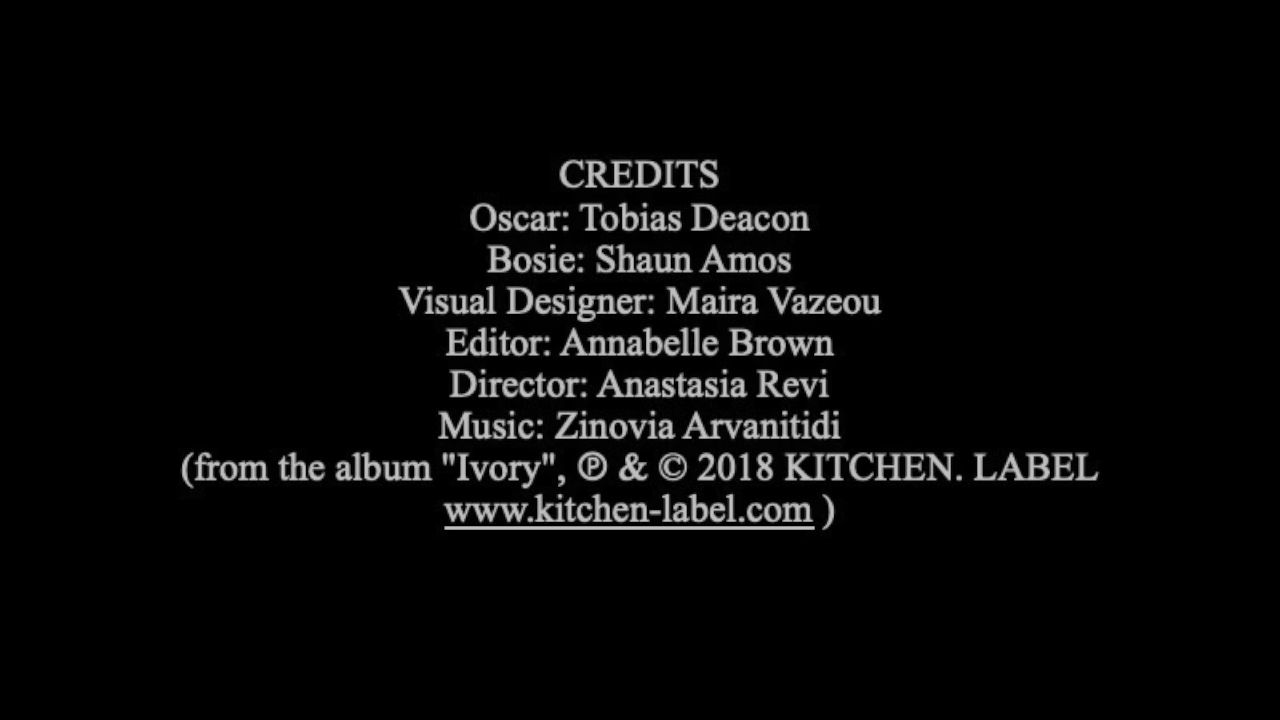 CREDITS
Oscar: Tobias Deacon
Bosie: Shaun Amos
Visual Designer: Maira Vazeou
Editor: Annabelle Brown
Director: Anastasia Revi
Music: Zinovia Arvanitidi
(from the album "Ivory", ℗ & © 2018 KITCHEN. LABEL
www.kitchen-label.com )